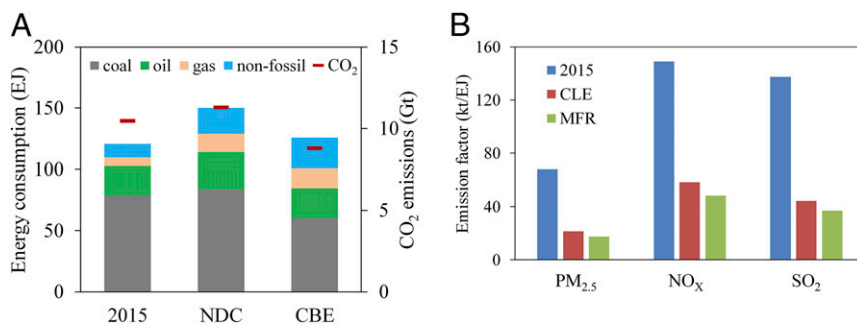 A
coal oil gas non-fossil CO2
Energy consumption (EJ)
200
150
100
50
0
15
10
5
0
CO2 emissions (Gt)
2015 NDC CBE
B
2015
CLE
MFR
Emission factor (kt/EJ)
160
120
80
40
0
PM2.5 NOX SO2